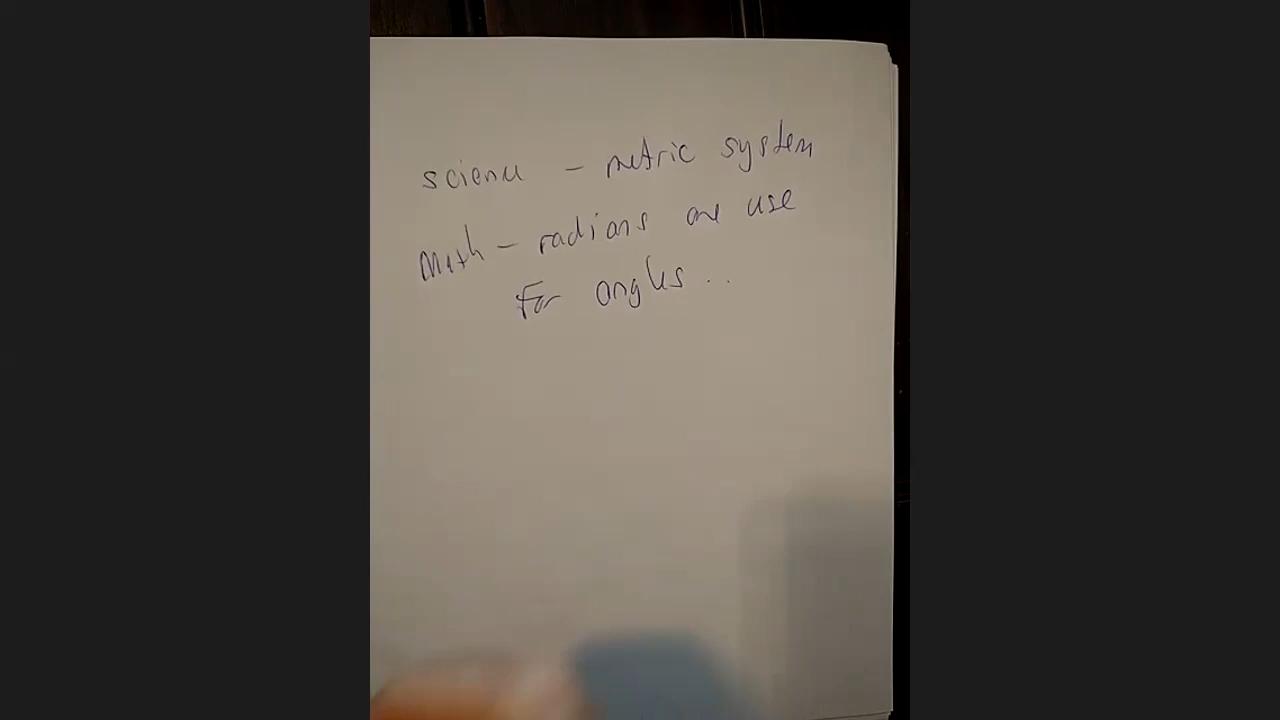 science - metric system
Math - radians are use
For angles ..